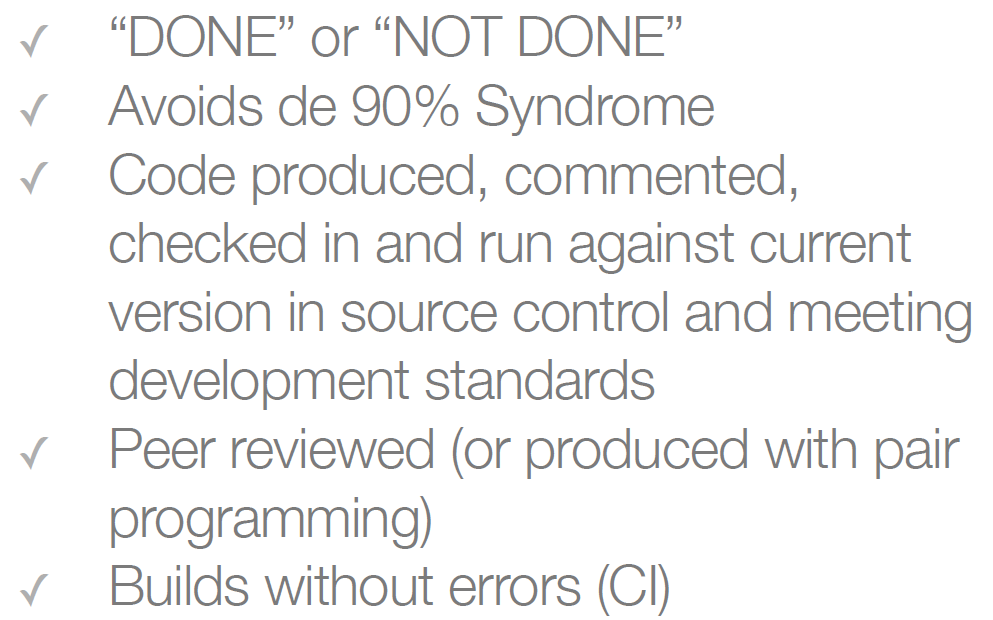 ✓ “DONE” or “NOT DONE”
✓ Avoids de 90% Syndrome
✓ Code produced, commented,
checked in and run against current
version in source control and meeting
development standards
✓ Peer reviewed (or produced with pair
programming)
✓ Builds without errors (CI)